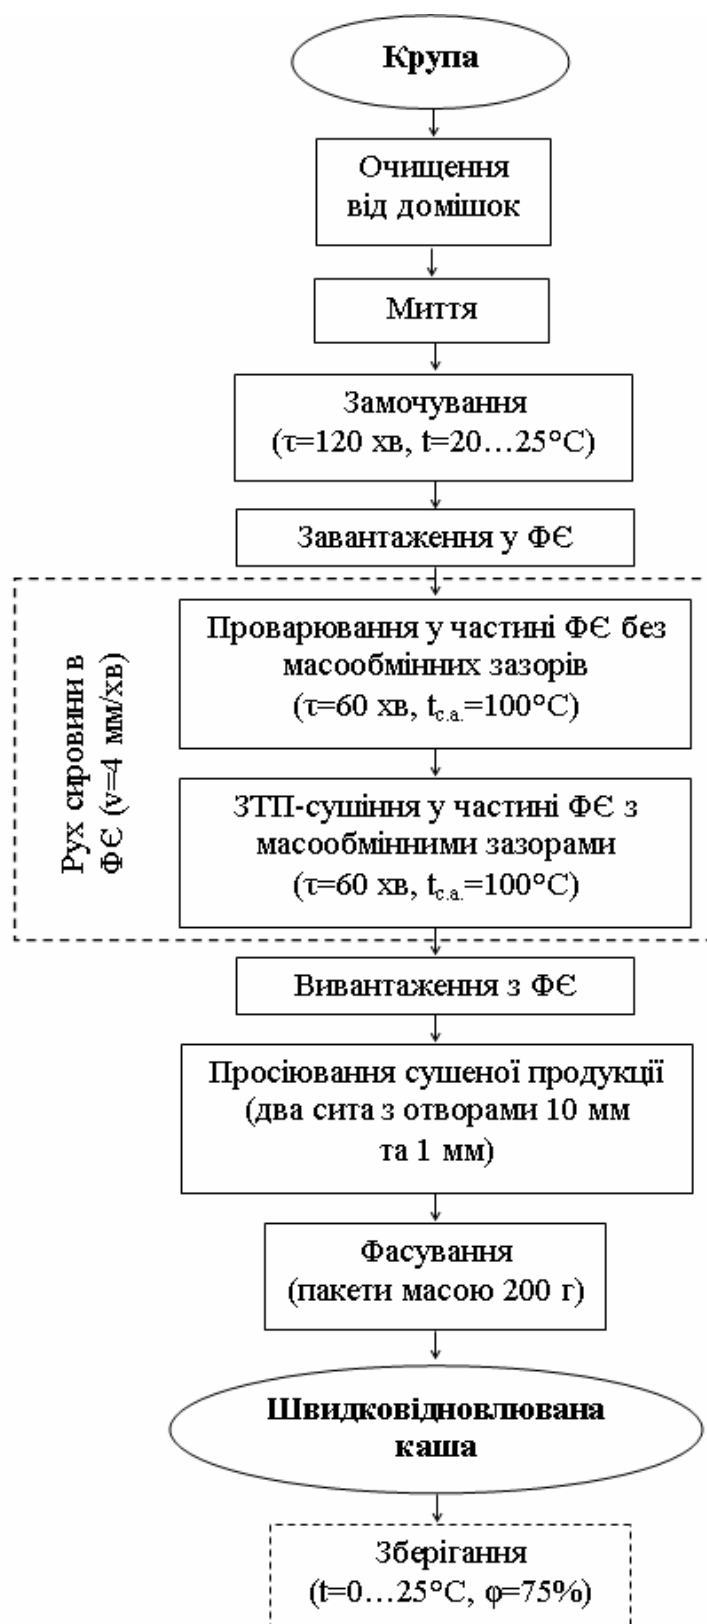 Крупа
Очищення
від домішок
Миття
Замочування
(τ=120 хв, t=20…25°С)
Завантаження у ФЄ
Рух сировини в
ФЄ (v=4 мм/хв)
Проварювання у частині ФЄ без
масообмінних зазорів
(τ=60 хв, tс.а.=100°С)
ЗТП-сушіння у частині ФЄ з
масообмінними зазорами
(τ=60 хв, tс.а.=100°С)
Вивантаження з ФЄ
Просіювання сушеної продукції
(два сита з отворами 10 мм
та 1 мм)
Фасування
(пакети масою 200 г)
Швидковідновлювана
каша
Зберігання
(t=0…25°С, φ=75%)